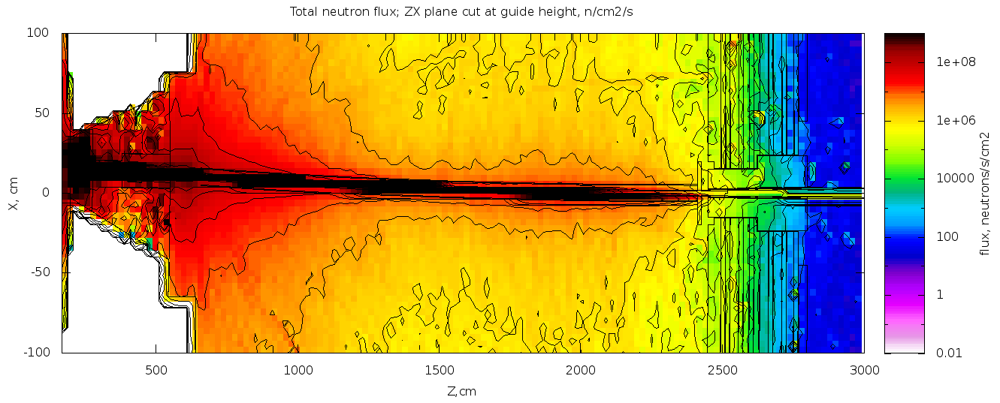 Total neutron flux; ZX plane cut at guide height, n/cm2/s
100
50
0
-50
-100
X, cm
500
1000
1500
2000
2500
3000
Z,cm
1e+08
1e+06
10000
100
1
0.01
flux, neutrons/s/cm2